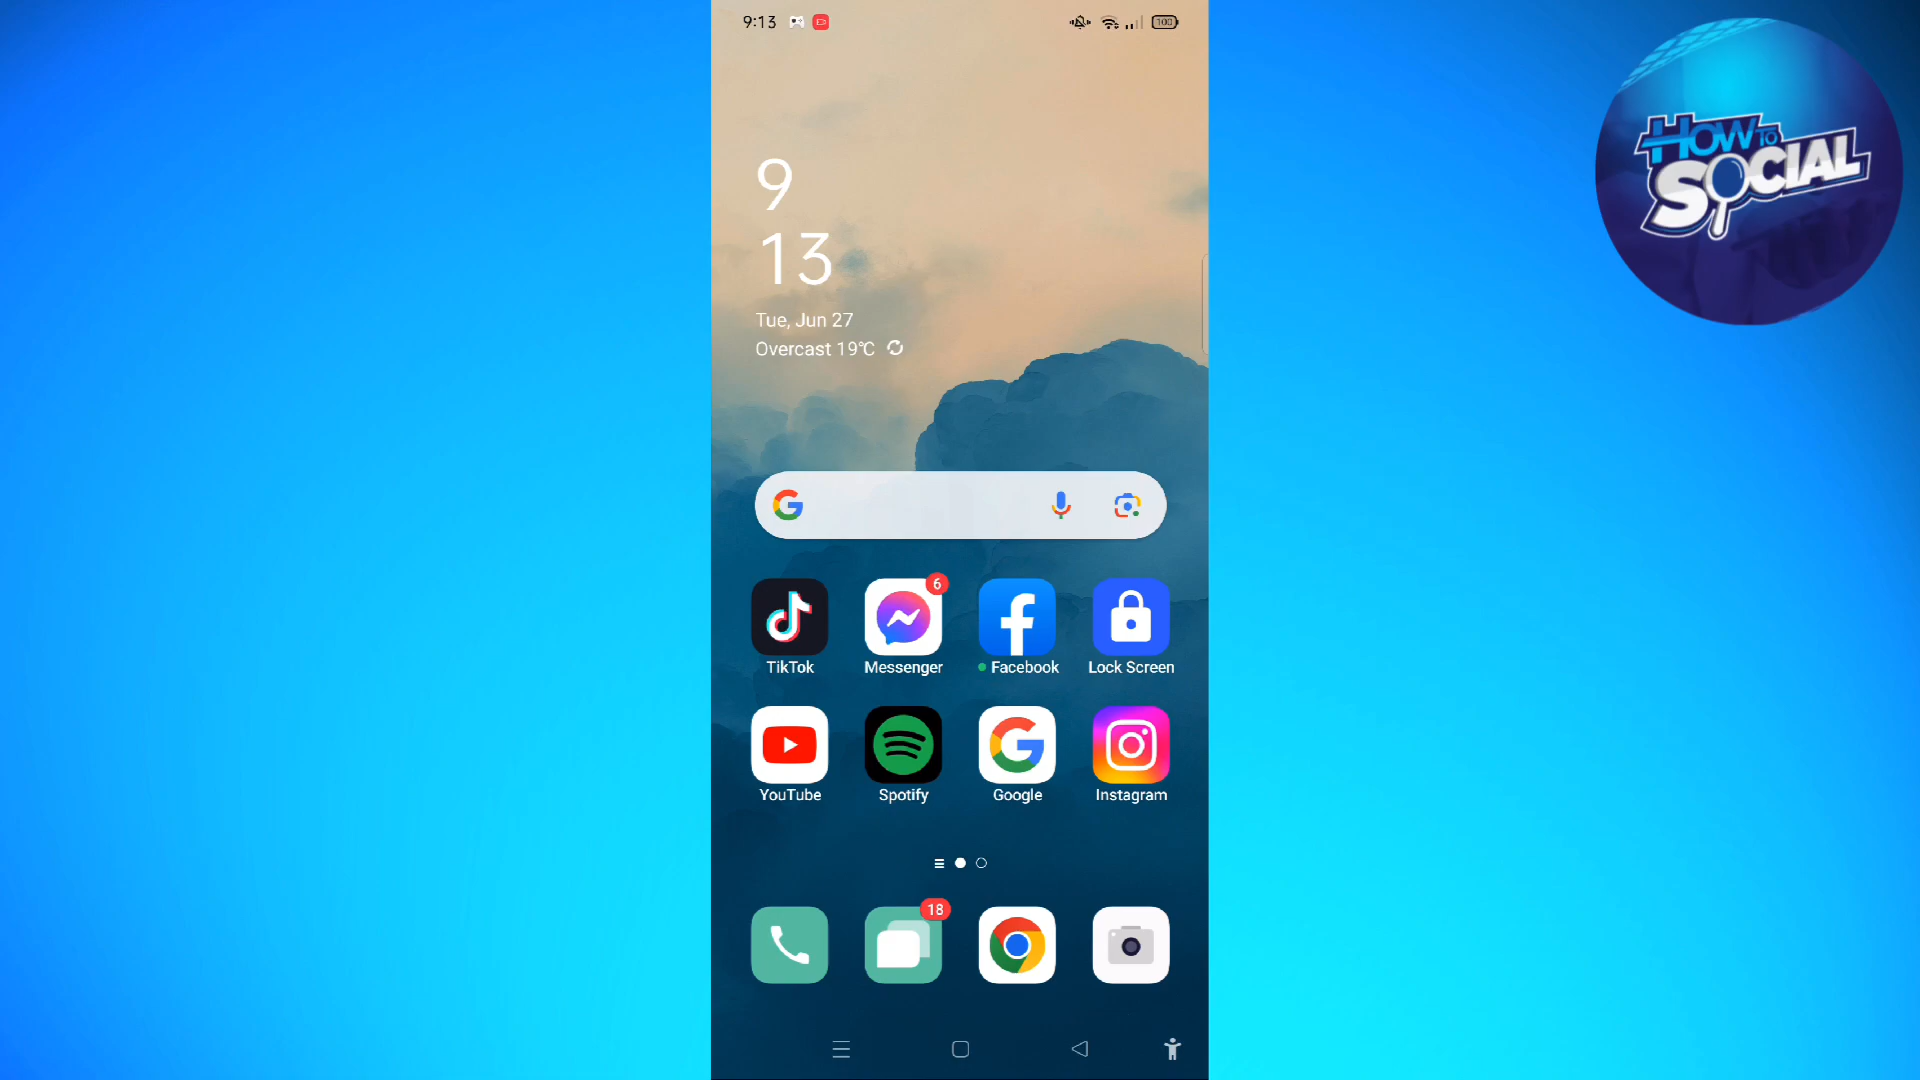 9:13
100
HOW TO
SOCIAL
9
13
Tue, Jun 27
Overcast 19℃
6
TikTok
Messenger
Facebook
Lock Screen
YouTube
Spotify
Google
Instagram
18